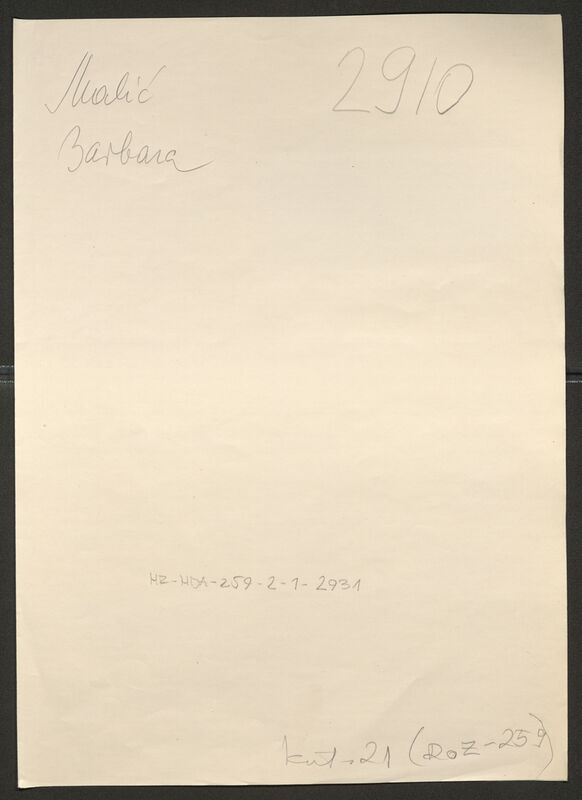 Malić
2910
Barbara
HR-HDA-259-2-1-2931
kut. 21 (ROZ-259)